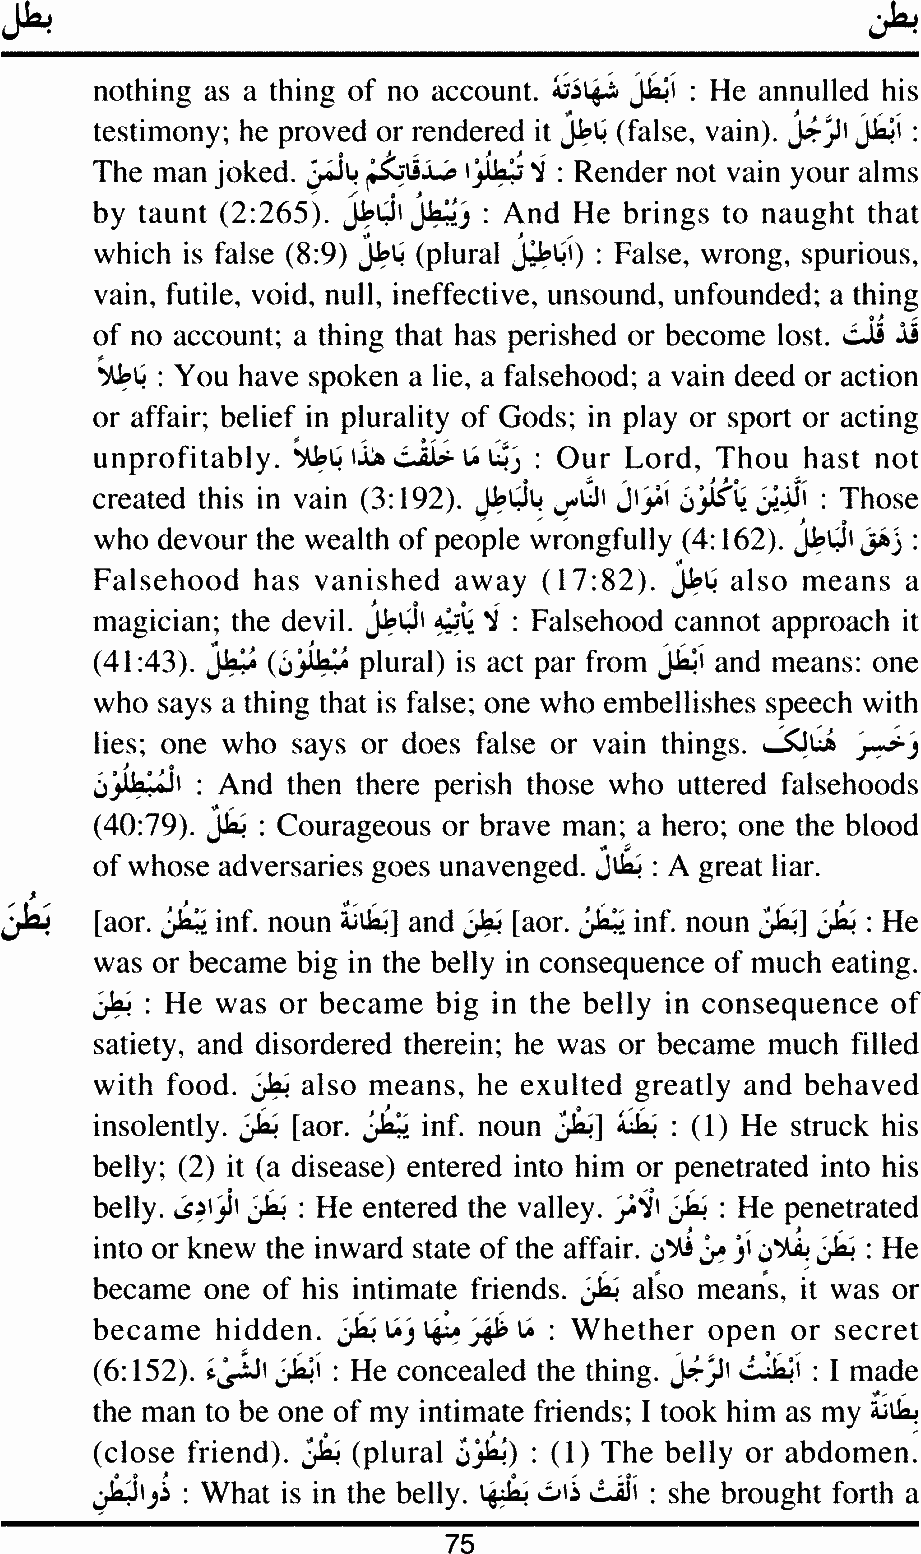 بطل بطن
nothing as a thing of no account. اَبْطَلَ شَهَادَتَهُ : He annulled his
testimony; he proved or rendered it بَاطِلٌ (false, vain). اَبْطَلَ الرَّجُلُ :
The man joked. لَا تُبْطِلُوْا صَدَقَاتِكُمْ بِالْمَنِّ : Render not vain your alms
by taunt (2:265). وَيُبْطِلَ الْبَاطِلَ : And He brings to naught that
which is false (8:9) بَاطِلٌ (plural اَبَاطِيْلُ) : False, wrong, spurious,
vain, futile, void, null, ineffective, unsound, unfounded; a thing
of no account; a thing that has perished or become lost. قَدْ قُلْتَ
بَاطِلاً : You have spoken a lie, a falsehood; a vain deed or action
or affair; belief in plurality of Gods; in play or sport or acting
unprofitably. رَبَّنَا مَا خَلَقْتَ هٰذَا بَاطِلاً : Our Lord, Thou hast not
created this in vain (3:192). اَلَّذِيْنَ يَأْكُلُوْنَ اَمْوَالَ النَّاسِ بِالْبَاطِلِ : Those
who devour the wealth of people wrongfully (4:162). زَهَقَ الْبَاطِلُ :
Falsehood has vanished away (17:82). بَاطِلٌ also means a
magician; the devil. لَا يَأْتِيْهِ الْبَاطِلُ : Falsehood cannot approach it
(41:43). مُبْطِلٌ (مُبْطِلُوْنَ plural) is act par from اَبْطَلَ and means: one
who says a thing that is false; one who embellishes speech with
lies; one who says or does false or vain things. وَخَسِرَ هُنَالِکَ
الْمُبْطِلُوْنَ : And then there perish those who uttered falsehoods
(40:79). بَطَلٌ : Courageous or brave man; a hero; one the blood
of whose adversaries goes unavenged. بَطَّالٌ : A great liar.
بَطُنَ [aor. يَبْطُنُ inf. noun بَطَانَةٌ] and بَطِنَ [aor. يَبْطَنُ inf. noun بَطَنٌ] بَطُنَ : He
was or became big in the belly in consequence of much eating.
بَطِنَ : He was or became big in the belly in consequence of
satiety, and disordered therein; he was or became much filled
with food. بَطِنَ also means, he exulted greatly and behaved
insolently. بَطَنَ [aor. يَبْطُنُ inf. noun بَطْنٌ] بَطَنَهُ : (1) He struck his
belly; (2) it (a disease) entered into him or penetrated into his
belly. بَطَنَ الْوَادِیَ : He entered the valley. بَطَنَ الْاَمْرَ : He penetrated
into or knew the inward state of the affair. بَطَنَ بِفُلَانٍ اَوْ مِنْ فُلَانٍ : He
became one of his intimate friends. بَطَنَ also means, it was or
became hidden. مَا ظَهَرَ مِنْهَا وَمَا بَطَنَ : Whether open or secret
(6:152). اَبْطَنَ الشَّیْءَ : He concealed the thing. اَبْطَنْتُ الرَّجُلَ : I made
the man to be one of my intimate friends; I took him as my بِطَانَةٌ
(close friend). بَطْنٌ (plural بُطُوْنٌ) : (1) The belly or abdomen.
ذُوالْبَطْنِ : What is in the belly. اَلْقَتْ ذَاتَ بَطْنِهَا : she brought forth a
75